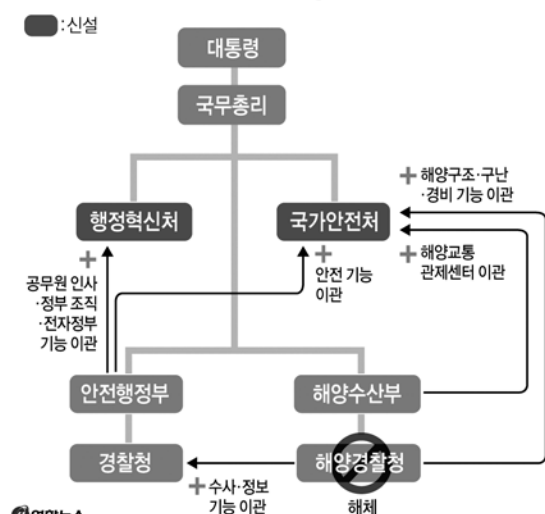 :신설
대통령
국무총리
행정혁신처
국가안전처
+ 해양구조·구난
·경비 기능 이관
+ 해양교통
관제센터 이관
+
공무원 인사
·정부 조직
·전자정부
기능 이관
+
안전 기능
이관
안전행정부
해양수산부
경찰청
해양경찰청
+ 수사·정보
기능 이관
해체
연합뉴스